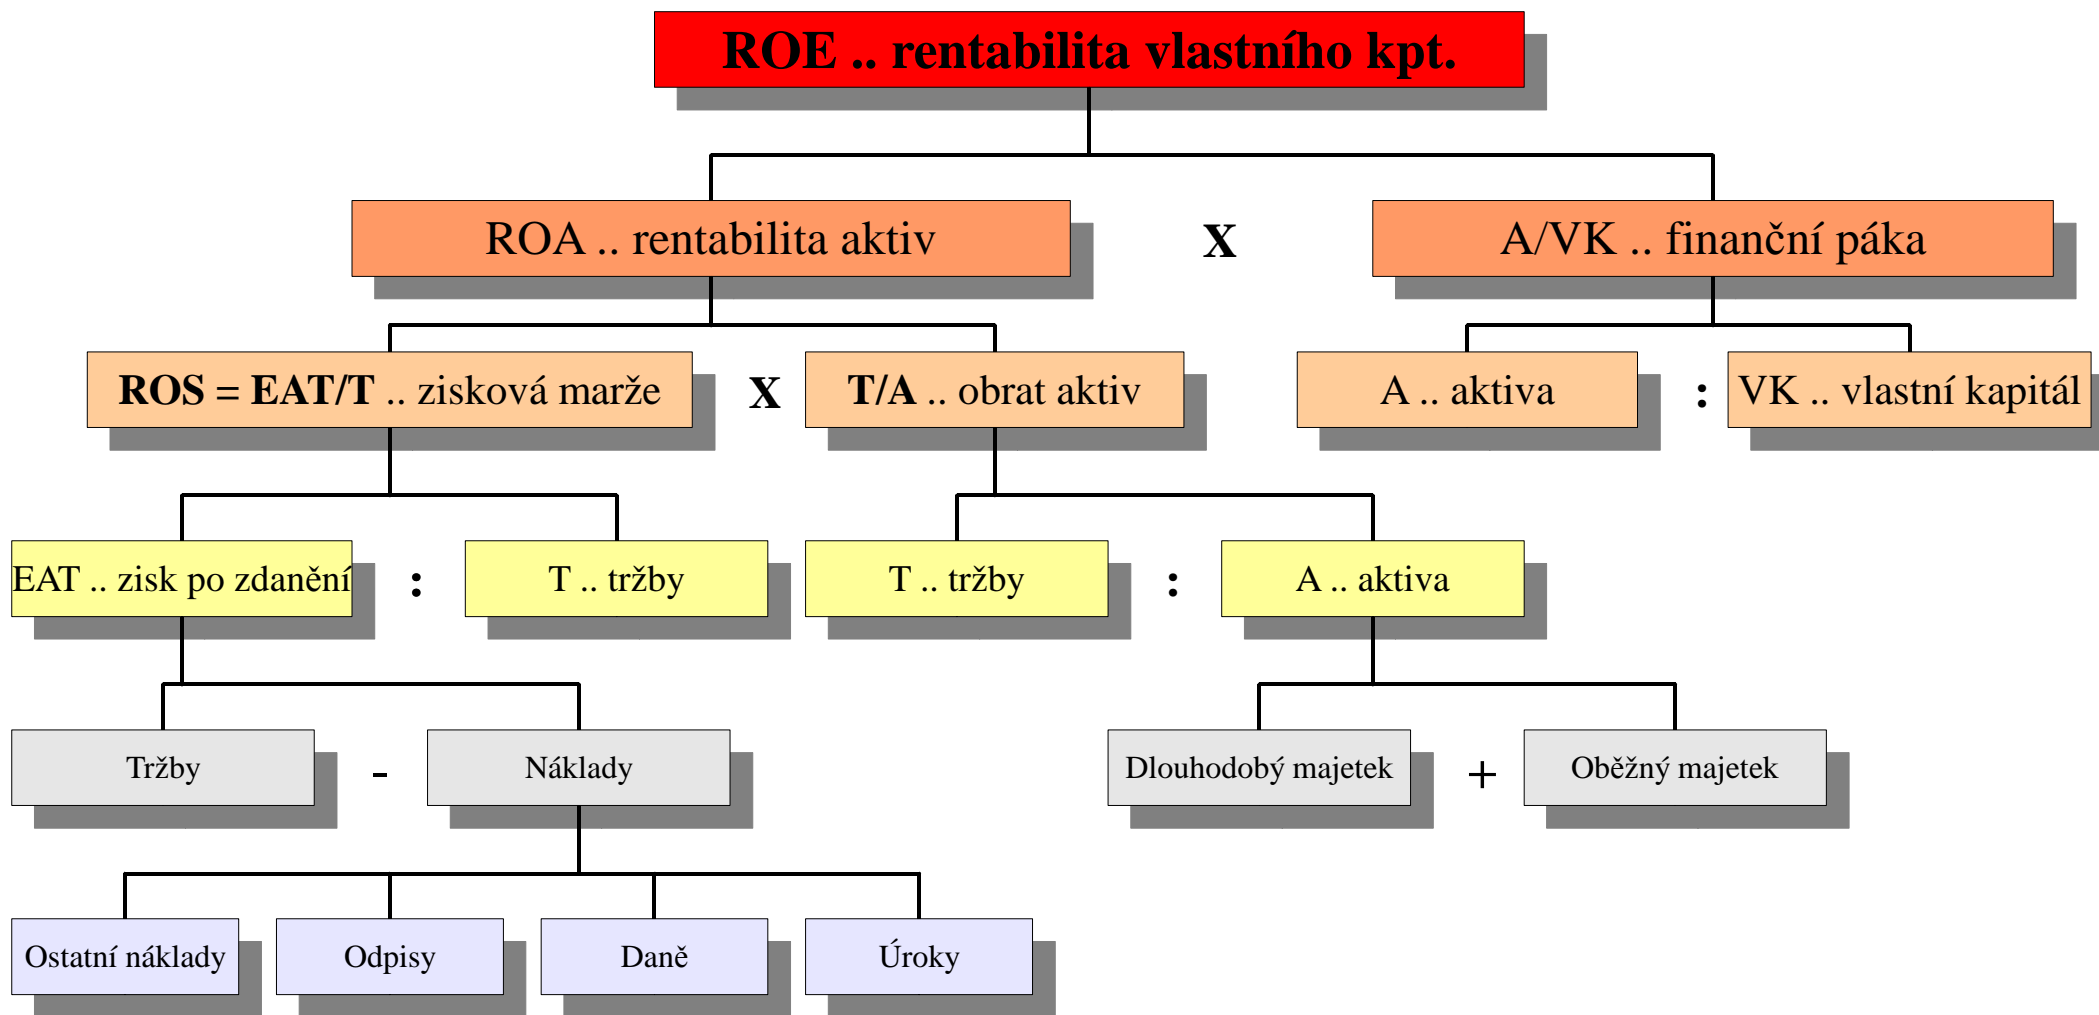 ROE .. rentabilita vlastního kpt.
ROA .. rentabilita aktiv
X
A/VK .. finanční páka
ROS = EAT/T .. zisková marže
X
T/A .. obrat aktiv
A .. aktiva
:
VK .. vlastní kapitál
EAT .. zisk po zdanění
:
T .. tržby
T .. tržby
:
A .. aktiva
Tržby
-
Náklady
Dlouhodobý majetek
+
Oběžný majetek
Ostatní náklady
Odpisy
Daně
Úroky